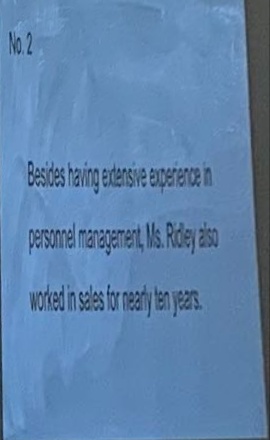 No. 2
Besides having extensive experience in
personnel management, Ms. Ridley also
worked in sales for nearly ten years.